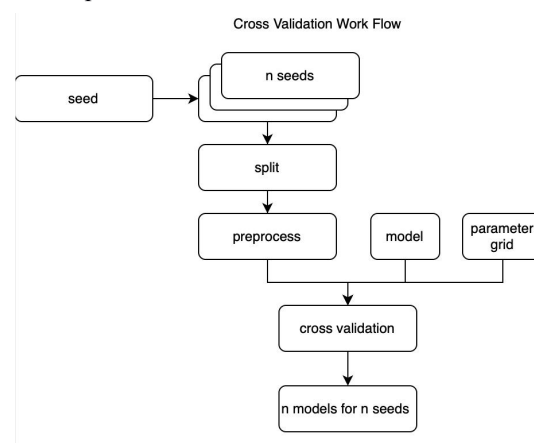 Cross Validation Work Flow
n seeds
seed
split
preprocess
model
parameter
grid
cross validation
n models for n seeds